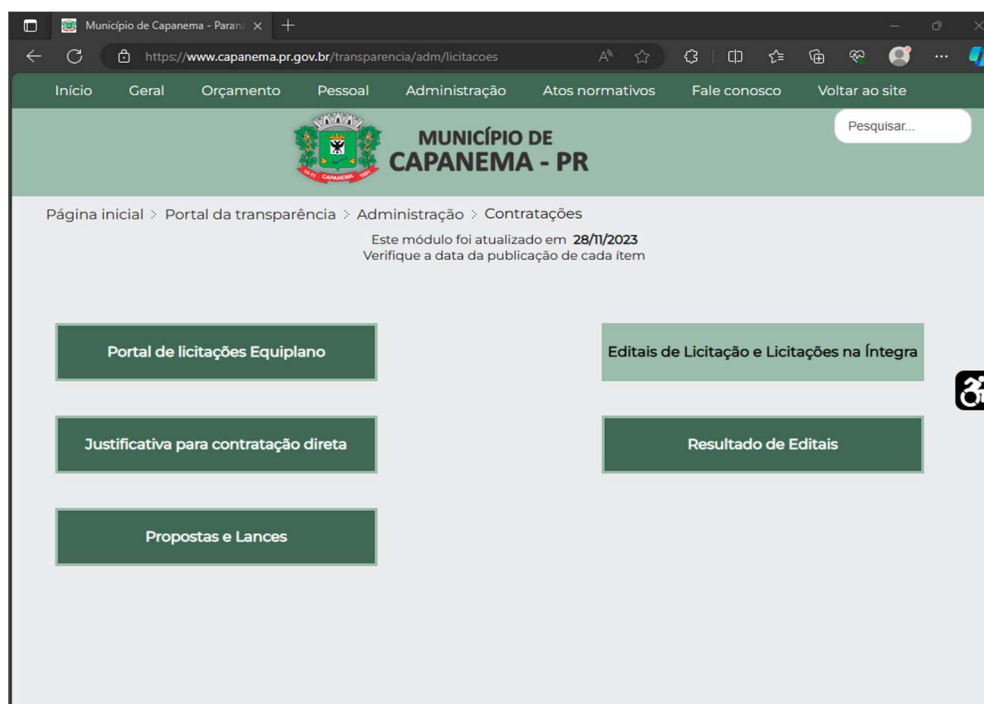 Município de Capanema - Paran
https://www.capanema.pr.gov.br/transparencia/adm/licitacoes
Início Geral Orçamento Pessoal Administração Atos normativos Fale conosco Voltar ao site
MUNICÍPIO DE
CAPANEMA - PR
Pesquisar...
CAPANEMA
Página inicial > Portal da transparência > Administração > Contratações
Este módulo foi atualizado em 28/11/2023
Verifique a data da publicação de cada ítem
Portal de licitações Equiplano
Editais de Licitação e Licitações na Íntegra
Justificativa para contratação direta
Resultado de Editais
Propostas e Lances